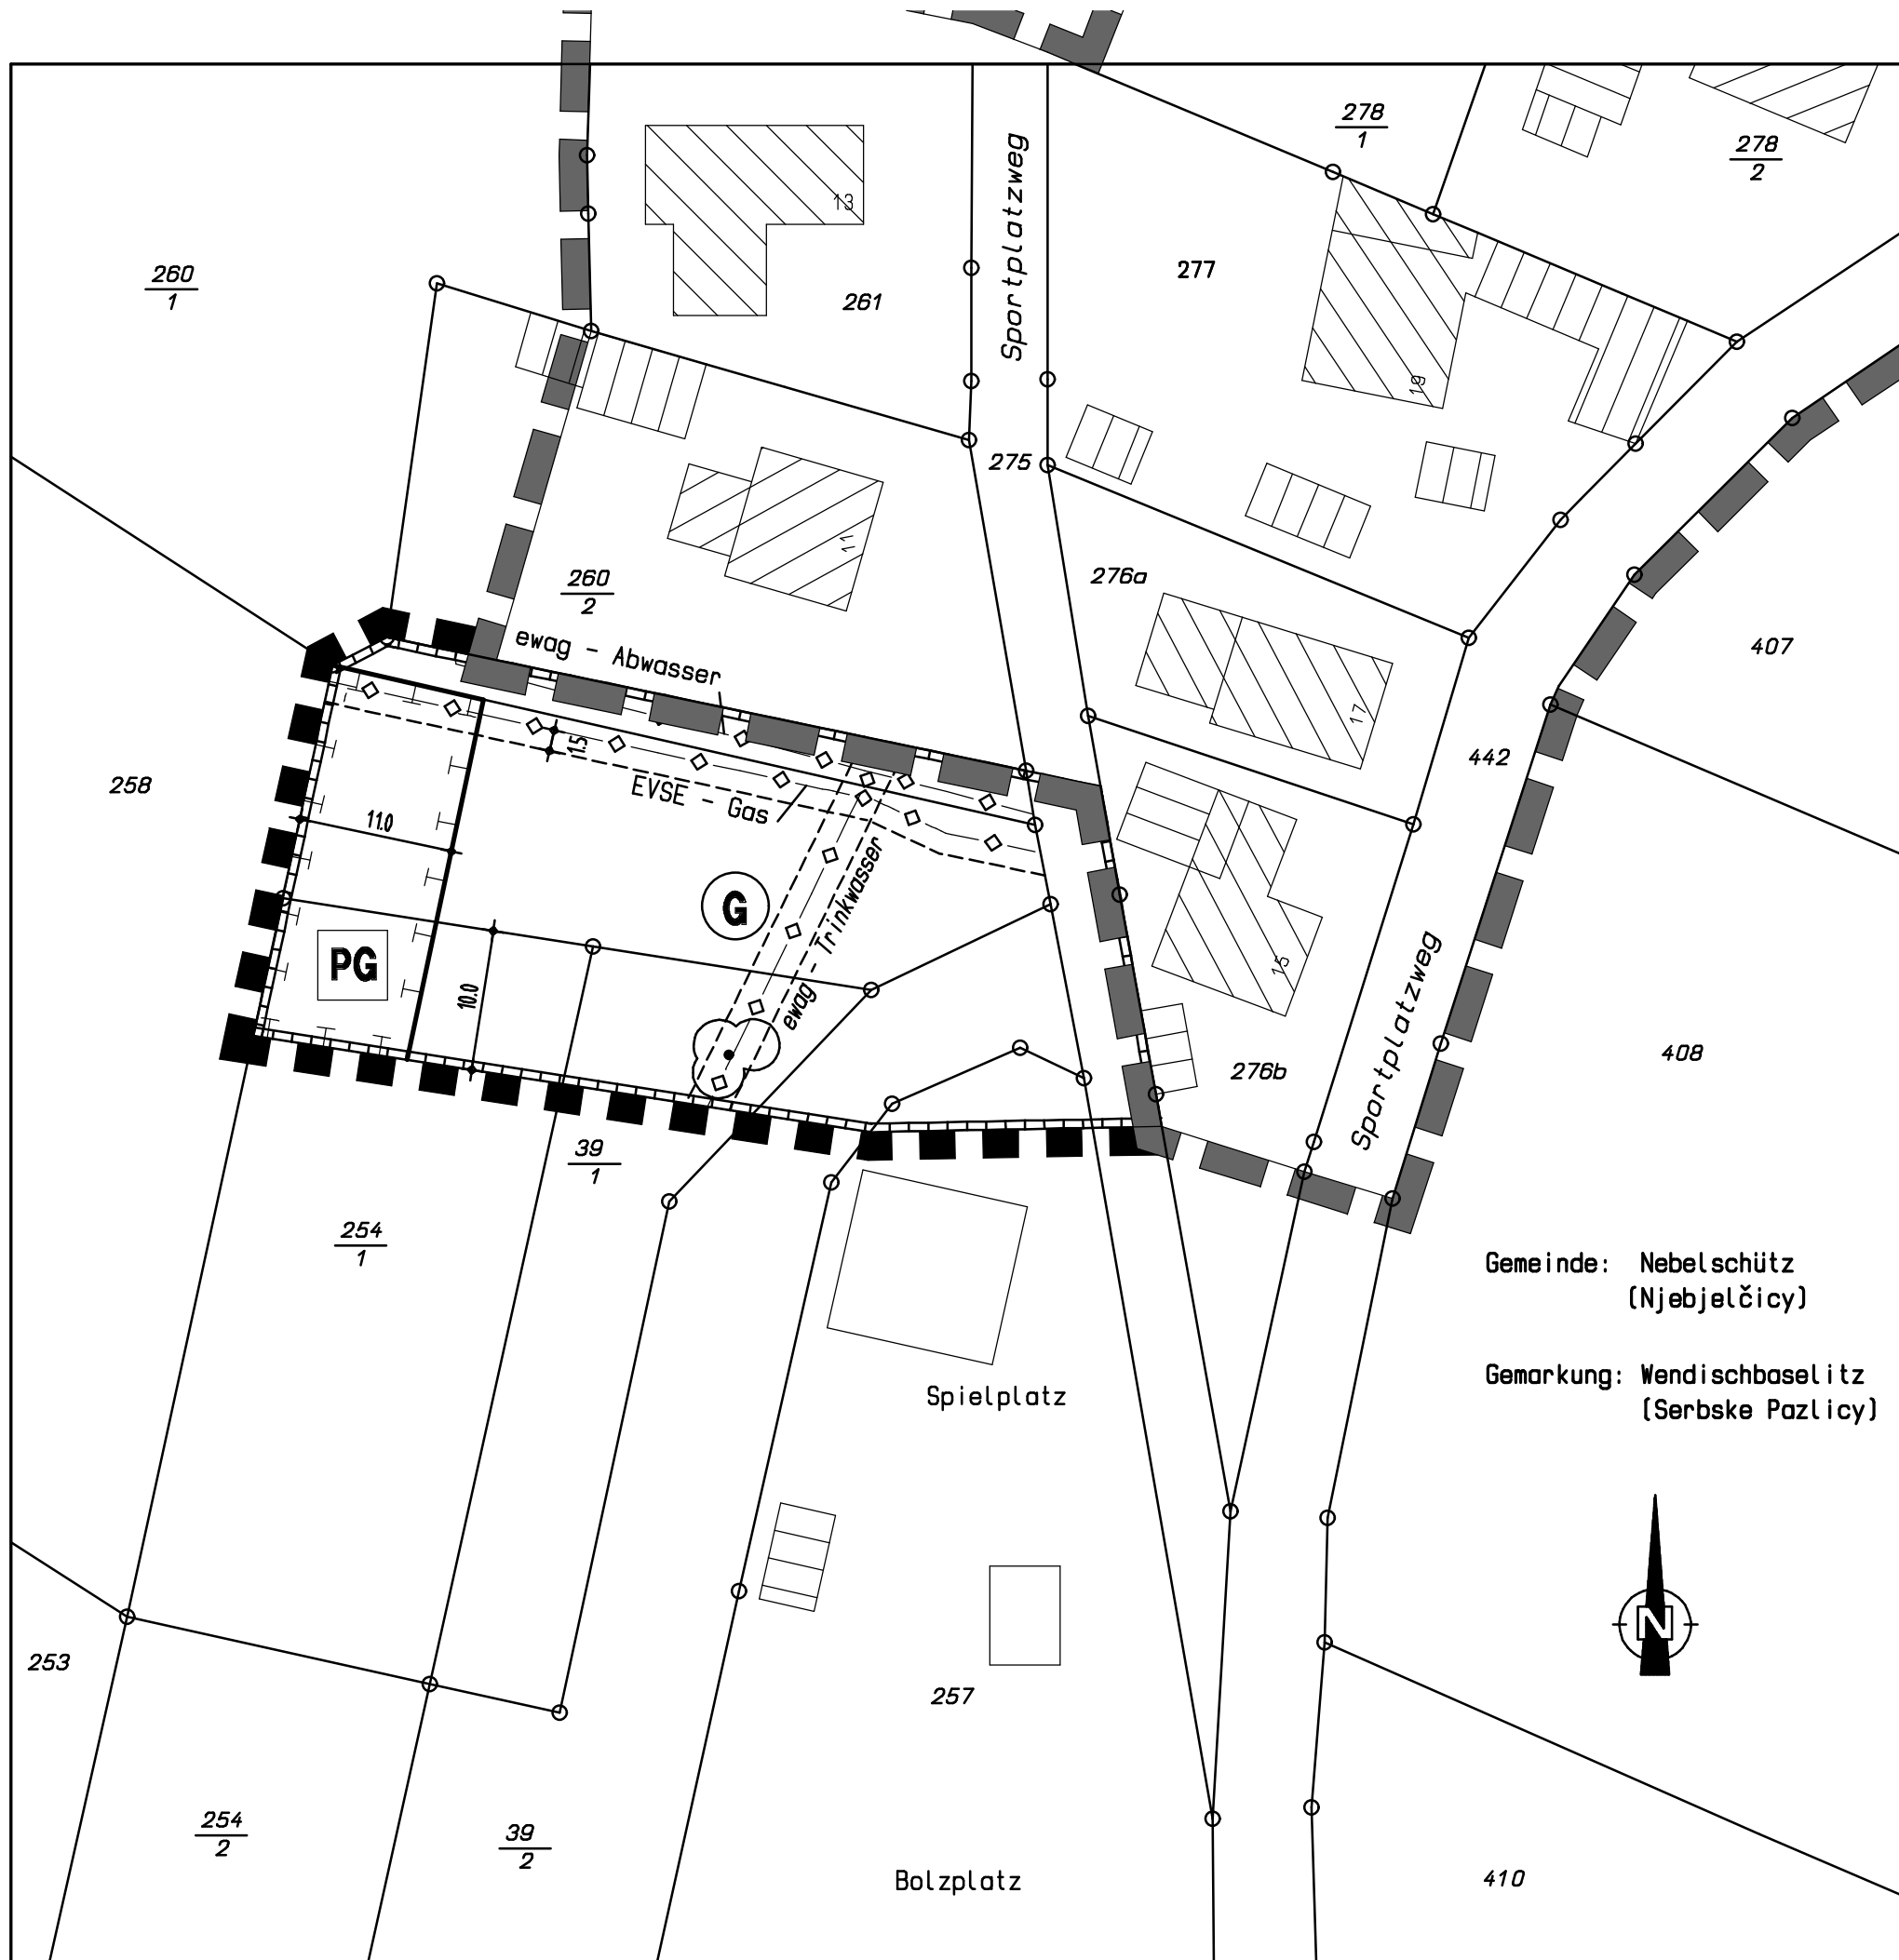 278
1
278
2
Sportplatzweg
13
277
260
1
261
19
275
11
276a
260
2
ewag - Abwasser
407
17
1.5
442
258
EVSE - Gas
11.0
ewag - Trinkwasser
G
PG
15
10.0
Sportplatzweg
408
276b
39
1
254
1
Gemeinde: Nebelschütz
(Njebjelčicy)
Gemarkung: Wendischbaselitz
(Serbske Pazlicy)
Spielplatz
N
253
257
254
2
39
2
Bolzplatz
410